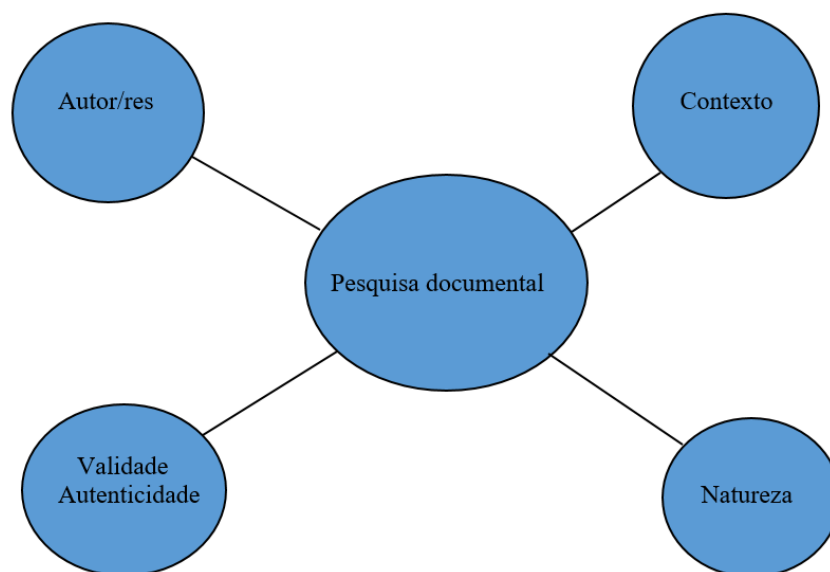 Autor/res
Contexto
Pesquisa documental
Validade
Autenticidade
Natureza